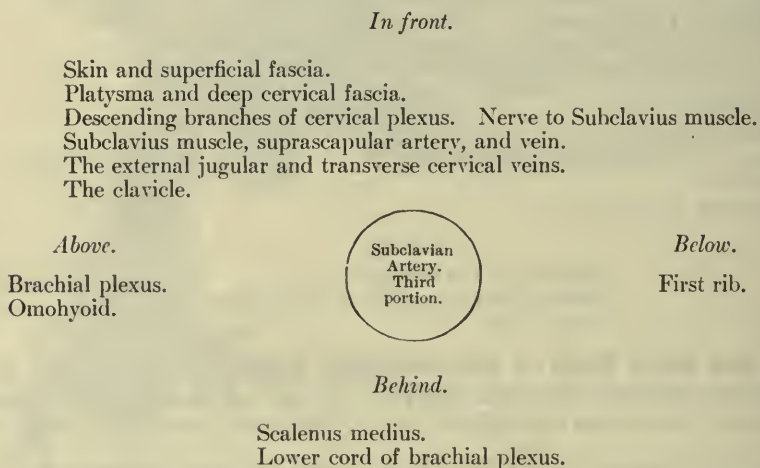 In front.
Skin and superficial fascia.
Platysma and deep cervical fascia.
Descending branches of cervical plexus. Nerve to Subclavius muscle.
Subclavius muscle, suprascapular artery, and vein.
The external jugular and transverse cervical veins.
The clavicle.
Above.
Brachial plexus.
Omohyoid.
Subclavian
Artery.
Third
portion.
Below.
First rib.
Behind.
Scalenus medius.
Lower cord of brachial plexus.